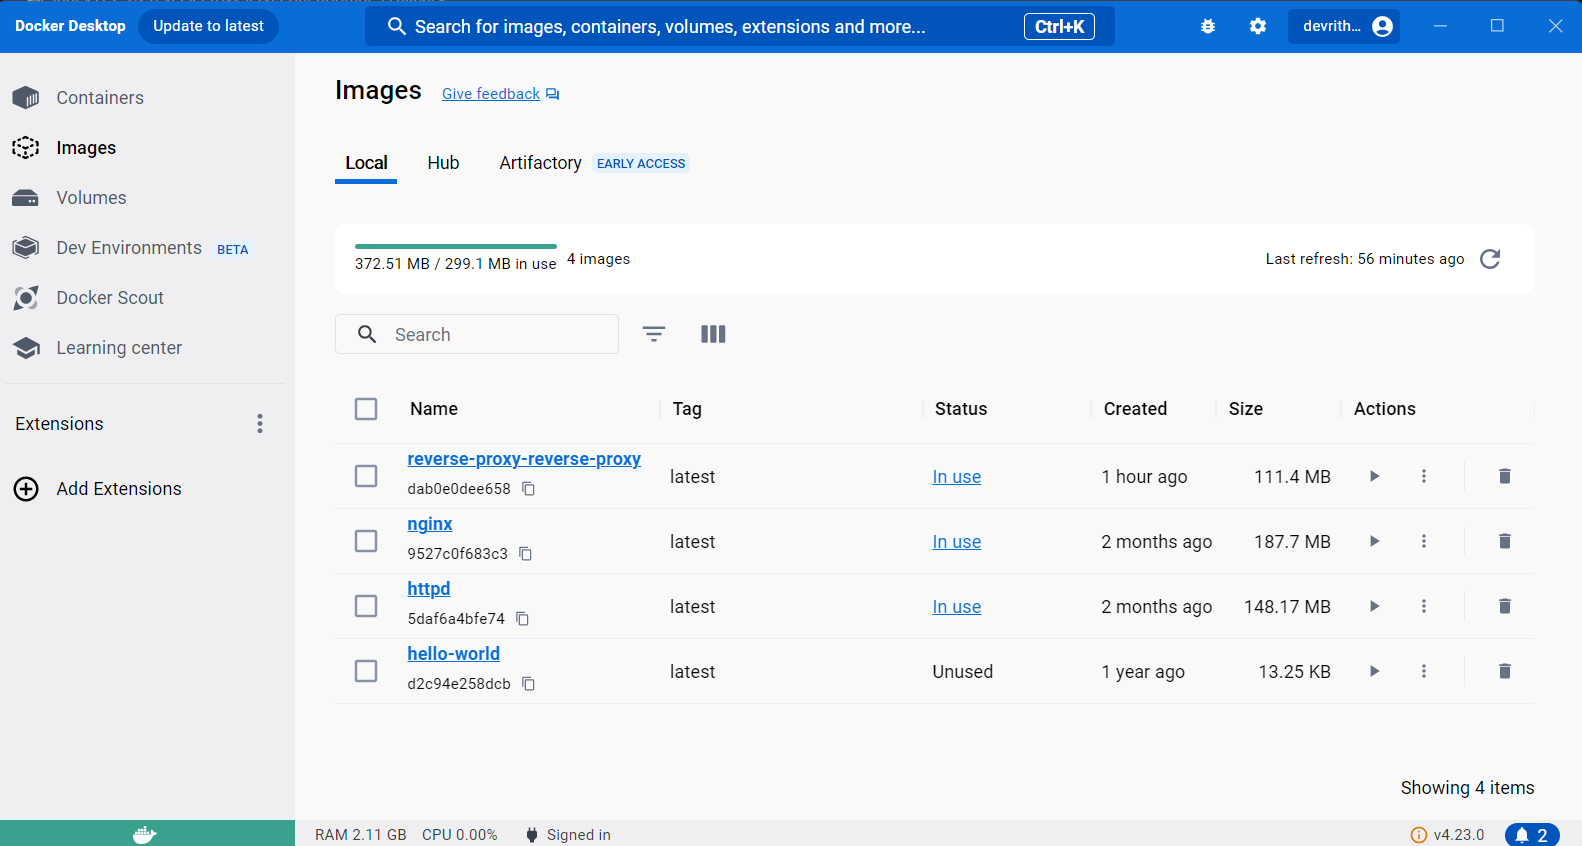 Docker Desktop Update to latest Search for images, containers, volumes, extensions and more... Ctrl+K devrith...
Containers
Images
Volumes
Dev Environments BETA
Docker Scout
Learning center
Extensions
Add Extensions
Images Give feedback
Local Hub Artifactory EARLY ACCESS
372.51 MB / 299.1 MB in use 4 images Last refresh: 56 minutes ago
Search
Name Tag Status Created Size Actions
reverse-proxy-reverse-proxy
dab0e0dee658 latest In use 1 hour ago 111.4 MB
nginx
9527c0f683c3 latest In use 2 months ago 187.7 MB
httpd
5daf6a4bfe74 latest In use 2 months ago 148.17 MB
hello-world
d2c94e258dcb latest Unused 1 year ago 13.25 KB
Showing 4 items
RAM 2.11 GB CPU 0.00% Signed in v4.23.0 2